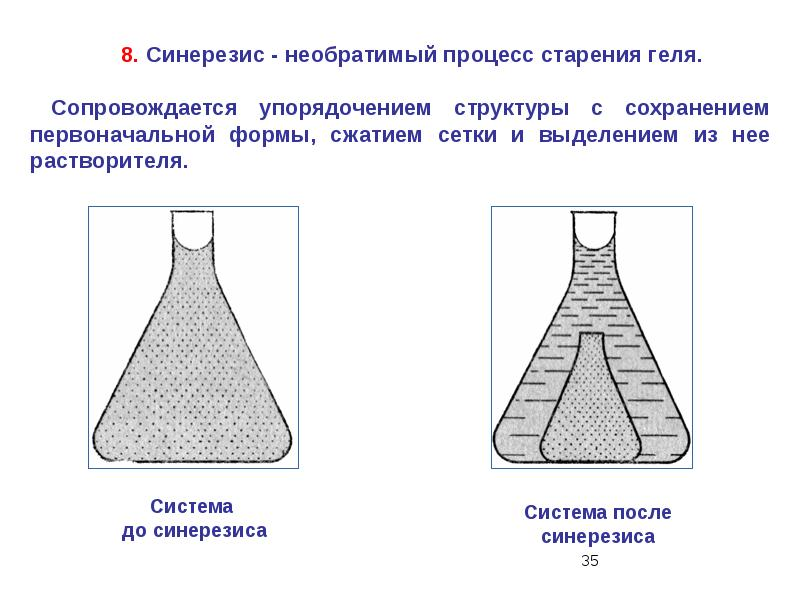 8. Синерезис - необратимый процесс старения геля.
Сопровождается упорядочением структуры с сохранением
первоначальной формы, сжатием сетки и выделением из нее
растворителя.
Система
до синерезиса
Система после
синерезиса
35